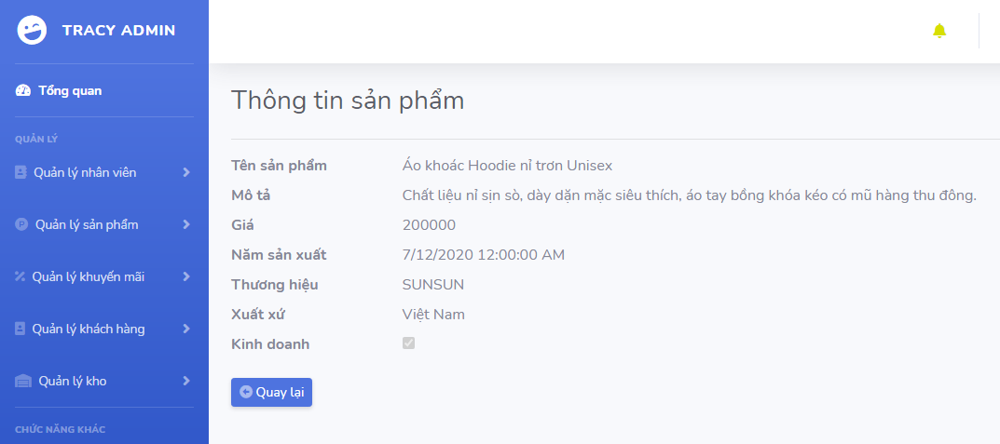 TRACY ADMIN
Tổng quan
QUẢN LÝ
Quản lý nhân viên
Quản lý sản phẩm
Quản lý khuyến mãi
Quản lý khách hàng
Quản lý kho
CHỨC NĂNG KHÁC
Thông tin sản phẩm
Tên sản phẩm Áo khoác Hoodie nỉ trơn Unisex
Mô tả Chất liệu nỉ sịn sò, dày dặn mặc siêu thích, áo tay bồng khóa kéo có mũ hàng thu đông.
Giá 200000
Năm sản xuất 7/12/2020 12:00:00 AM
Thương hiệu SUNSUN
Xuất xứ Việt Nam
Kinh doanh
Quay lại